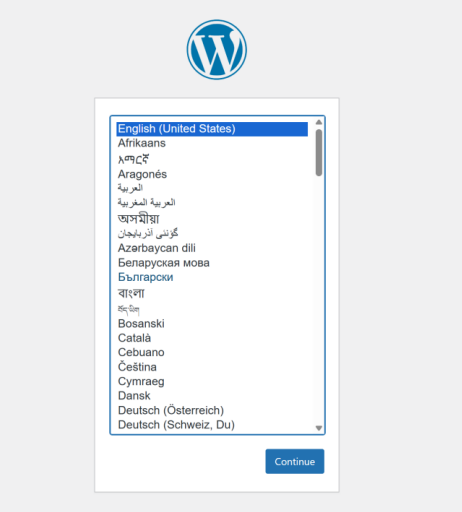 English (United States)
Afrikaans
አማርኛ
Aragonés
العربية
العربية المغربية
অসমীয়া
گؤنئی آذربایجان
Azərbaycan dili
Беларуская мова
Български
বাংলা
བོད་ཡིག
Bosanski
Català
Cebuano
Čeština
Cymraeg
Dansk
Deutsch (Österreich)
Deutsch (Schweiz, Du)
Continue